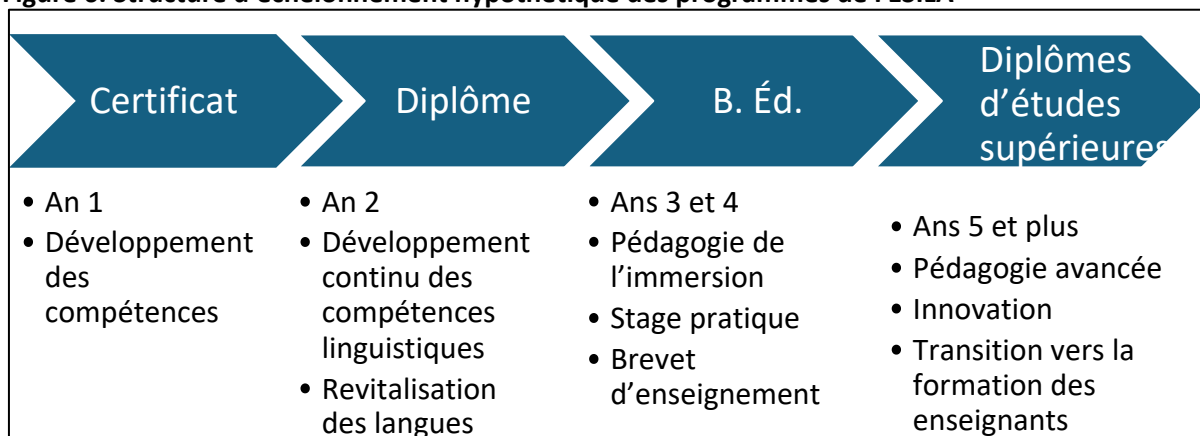 Certificat
Diplôme
B. Éd.
Diplômes
d'études
supérieures
• An 1
• Développement
des
compétences
• An 2
• Développement
continu des
compétences
linguistiques
• Revitalisation
des langues
• Ans 3 et 4
• Pédagogie de
l'immersion
• Stage pratique
• Brevet
d'enseignement
• Ans 5 et plus
• Pédagogie avancée
• Innovation
• Transition vers la
formation des
enseignants